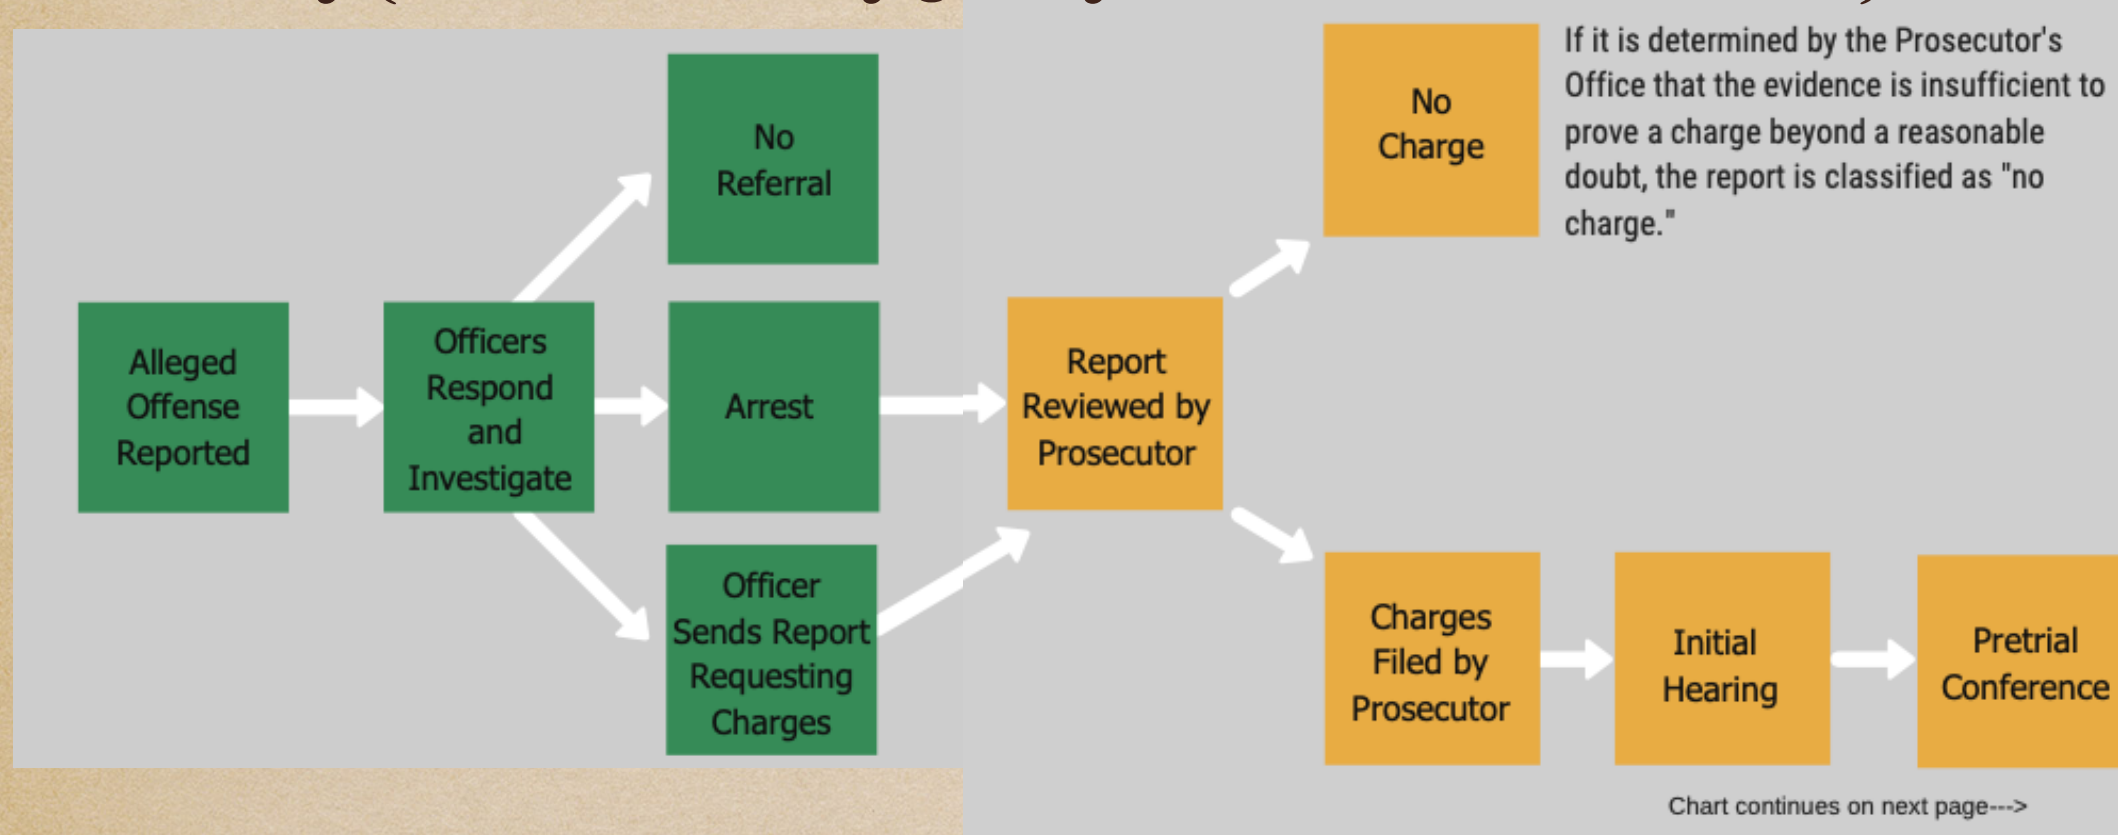 No
Referral
Alleged
Offense
Reported
Officers
Respond
and
Investigate
Arrest
Officer
Sends Report
Requesting
Charges
Report
Reviewed by
Prosecutor
No
Charge
If it is determined by the Prosecutor's
Office that the evidence is insufficient to
prove a charge beyond a reasonable
doubt, the report is classified as "no
charge."
Charges
Filed by
Prosecutor
Initial
Hearing
Pretrial
Conference
Chart continues on next page--->